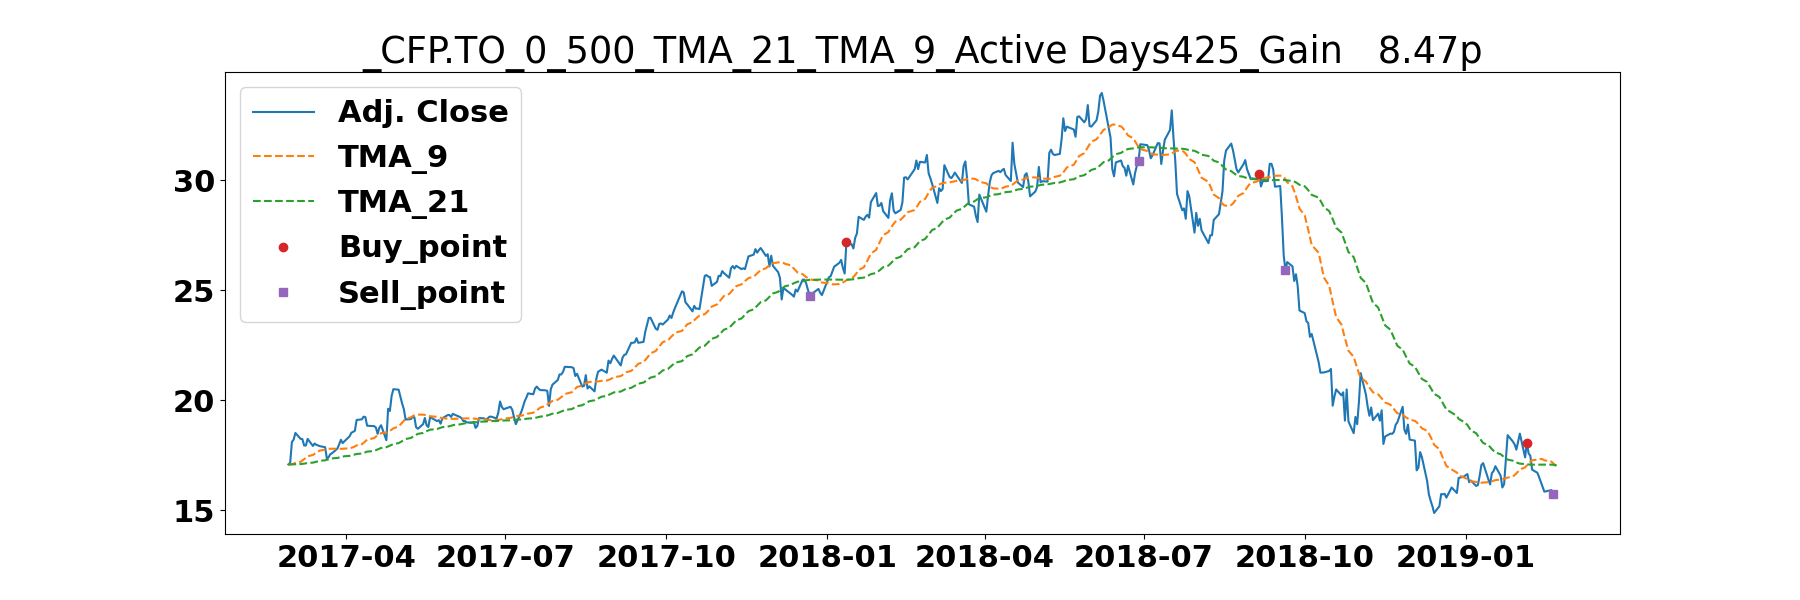 _CFP.TO_0_500_TMA_21_TMA_9_Active Days425_Gain   8.47p
Adj. Close
TMA_9
TMA_21
Buy_point
Sell_point
30
25
20
15
2017-04 2017-07 2017-10 2018-01 2018-04 2018-07 2018-10 2019-01